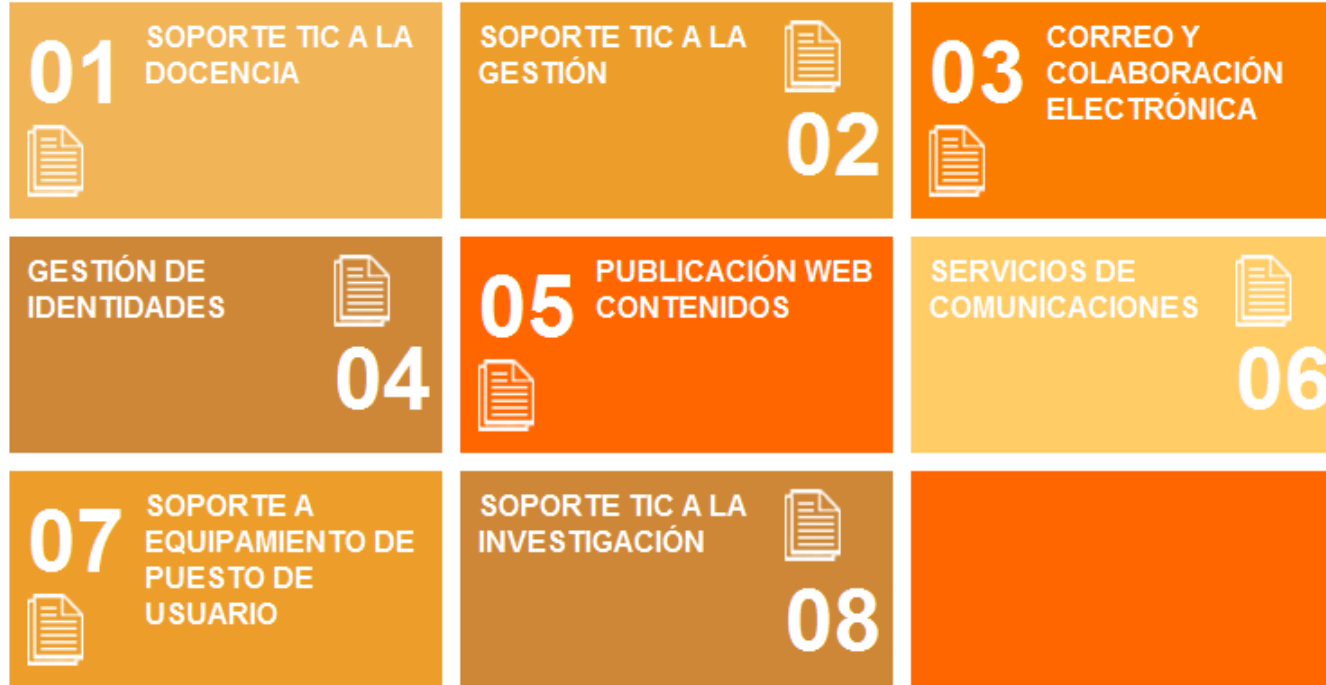 01
SOPORTE TIC A LA
DOCENCIA
SOPORTE TIC A LA
GESTIÓN
02
03
CORREO Y
COLABORACIÓN
ELECTRÓNICA
GESTIÓN DE
IDENTIDADES
04
05
PUBLICACIÓN WEB
CONTENIDOS
SERVICIOS DE
COMUNICACIONES
06
07
SOPORTE A
EQUIPAMIENTO DE
PUESTO DE
USUARIO
SOPORTE TIC A LA
INVESTIGACIÓN
08